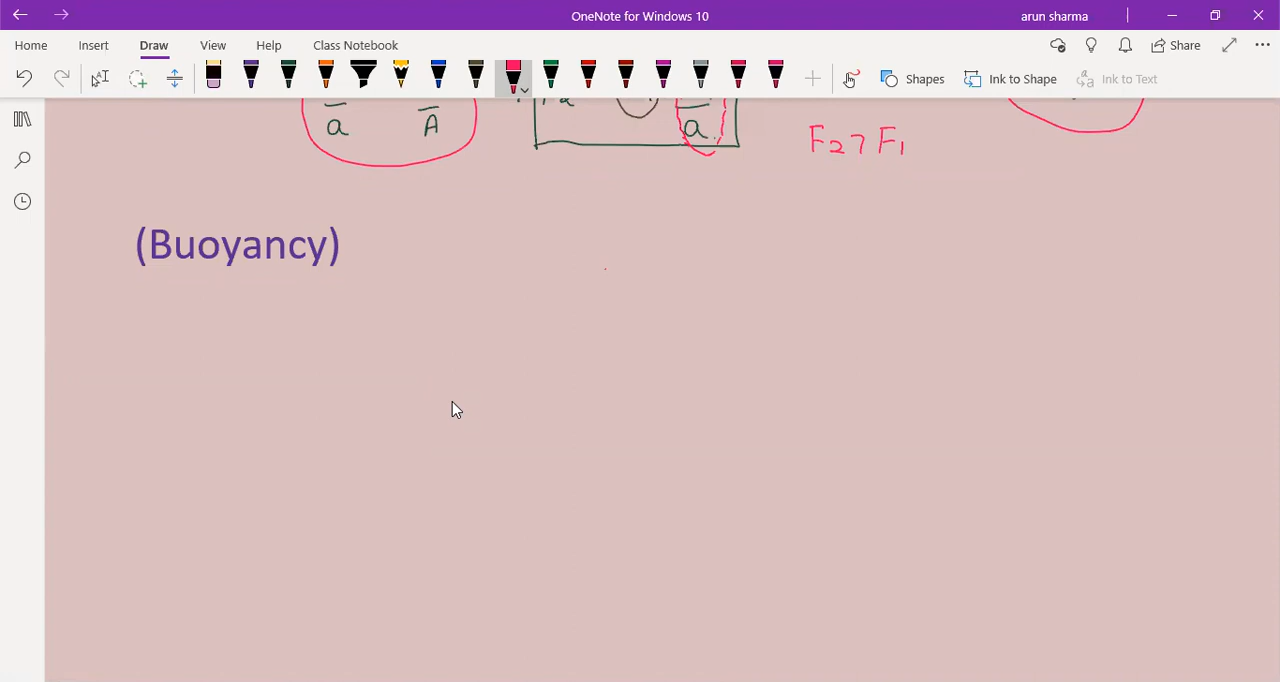 OneNote for Windows 10
arun sharma
Home Insert Draw View Help Class Notebook
Share
Shapes Ink to Shape Ink to Text
a A a
F2 > F1
(Buoyancy)